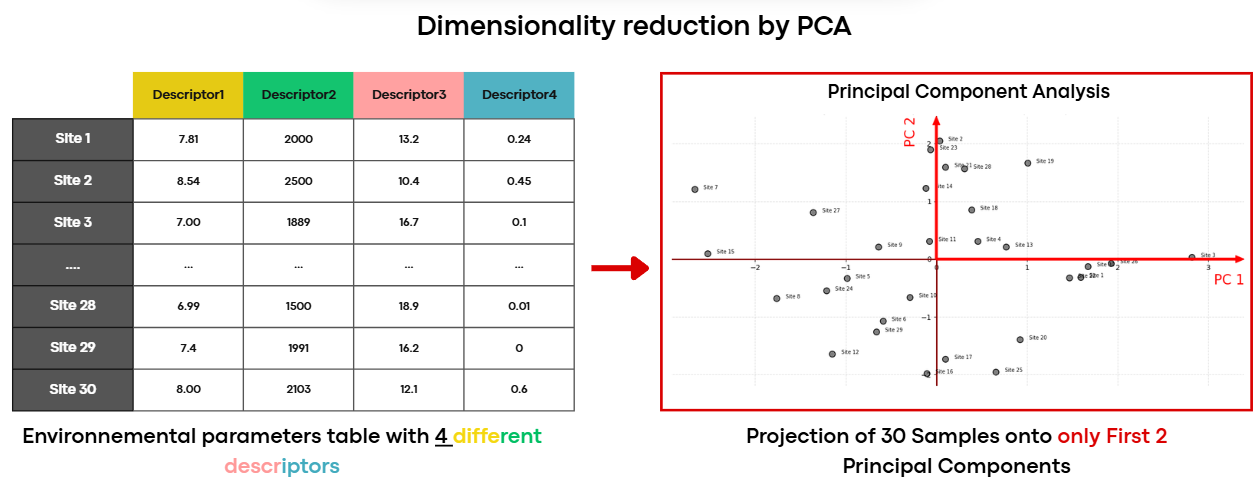 Dimensionality reduction by PCA
Descriptor1 Descriptor2 Descriptor3 Descriptor4
Site 1 7.81 2000 13.2 0.24
Site 2 8.54 2500 10.4 0.45
Site 3 7.00 1889 16.7 0.1
.... ... ... ... ...
Site 28 6.99 1500 18.9 0.01
Site 29 7.4 1991 16.2 0
Site 30 8.00 2103 12.1 0.6
Environnemental parameters table with 4 different
descriptors
Principal Component Analysis
PC 2
Site 2
2
Site 23
Site 21
Site 28
Site 19
Site 14
Site 7
1
Site 18
Site 27
Site 11
Site 4
Site 9
Site 13
Site 15
Site 3
0
−2 −1 0 1 2 3
PC 1
Site 1
Site 5
Site 24
Site 8
Site 10
−1
Site 6
Site 29
Site 20
Site 12
Site 17
Site 16
Site 25
Projection of 30 Samples onto only First 2
Principal Components